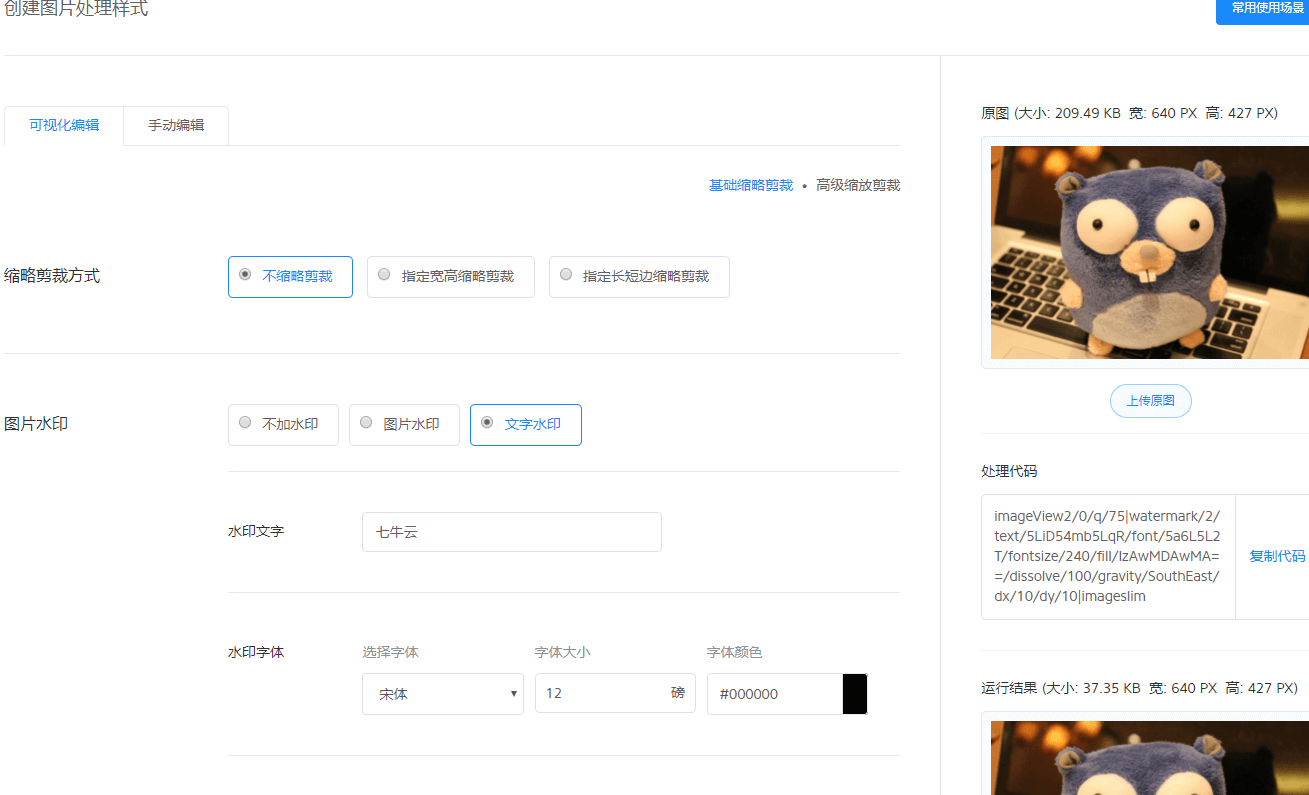 创建图片处理样式
常用使用场景
可视化编辑
手动编辑
基础缩略剪裁 • 高级缩放剪裁
缩略剪裁方式
不缩略剪裁
指定宽高缩略剪裁
指定长短边缩略剪裁
图片水印
不加水印
图片水印
文字水印
水印文字
七牛云
水印字体
选择字体
字体大小
字体颜色
宋体
12
磅
#000000
原图 (大小: 209.49 KB 宽: 640 PX 高: 427 PX)
上传原图
处理代码
imageView2/0/q/75|watermark/2/
text/5LiD54mb5LqR/font/5a6L5L2
T/fontsize/240/fill/IzAwMDAwMA=
=/dissolve/100/gravity/SouthEast/
dx/10/dy/10|imageslim
复制代码
运行结果 (大小: 37.35 KB 宽: 640 PX 高: 427 PX)